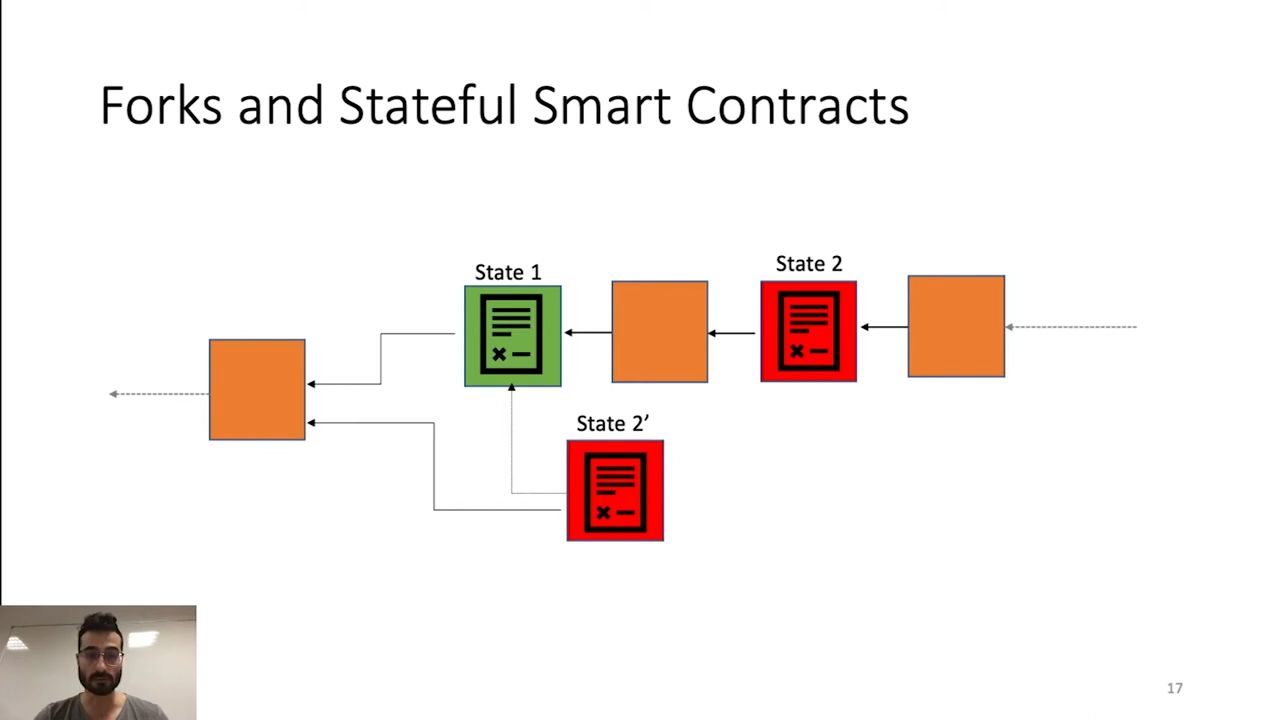 Forks and Stateful Smart Contracts
State 1
State 2
State 2’
17